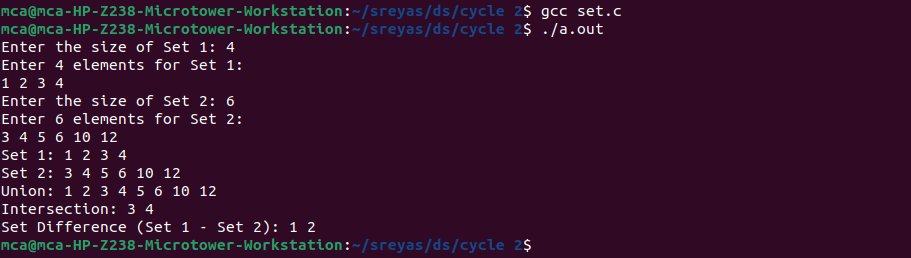 mca@mca-HP-Z238-Microtower-Workstation:~/sreyas/ds/cycle 2$ gcc set.c
mca@mca-HP-Z238-Microtower-Workstation:~/sreyas/ds/cycle 2$ ./a.out
Enter the size of Set 1: 4
Enter 4 elements for Set 1:
1 2 3 4
Enter the size of Set 2: 6
Enter 6 elements for Set 2:
3 4 5 6 10 12
Set 1: 1 2 3 4
Set 2: 3 4 5 6 10 12
Union: 1 2 3 4 5 6 10 12
Intersection: 3 4
Set Difference (Set 1 - Set 2): 1 2
mca@mca-HP-Z238-Microtower-Workstation:~/sreyas/ds/cycle 2$